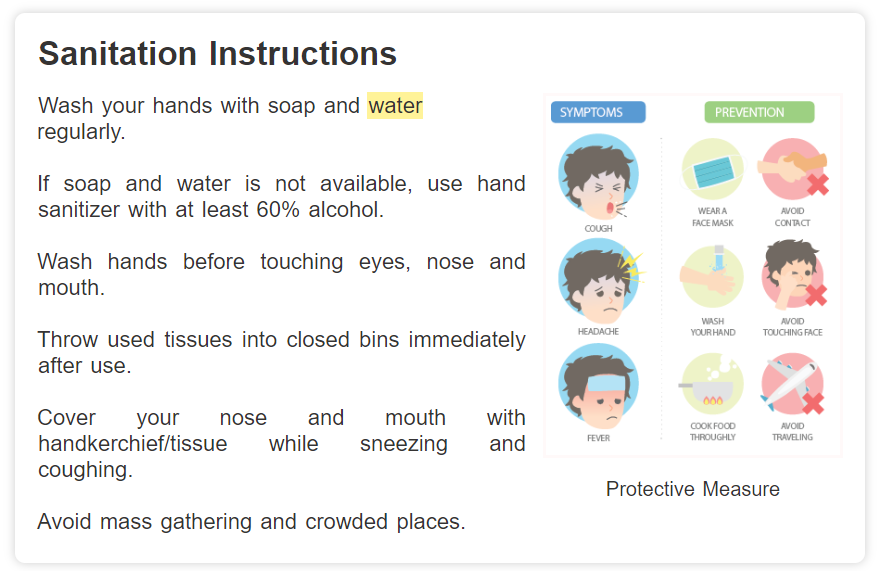 Sanitation Instructions
Wash your hands with soap and water
regularly.
If soap and water is not available, use hand
sanitizer with at least 60% alcohol.
Wash hands before touching eyes, nose and
mouth.
Throw used tissues into closed bins immediately
after use.
Cover your nose and mouth with
handkerchief/tissue while sneezing and
coughing.
Avoid mass gathering and crowded places.
SYMPTOMS
PREVENTION
COUGH
WEAR A
FACE MASK
AVOID
CONTACT
HEADACHE
WASH
YOUR HAND
AVOID
TOUCHING FACE
FEVER
COOK FOOD
THROUGHLY
AVOID
TRAVELING
Protective Measure